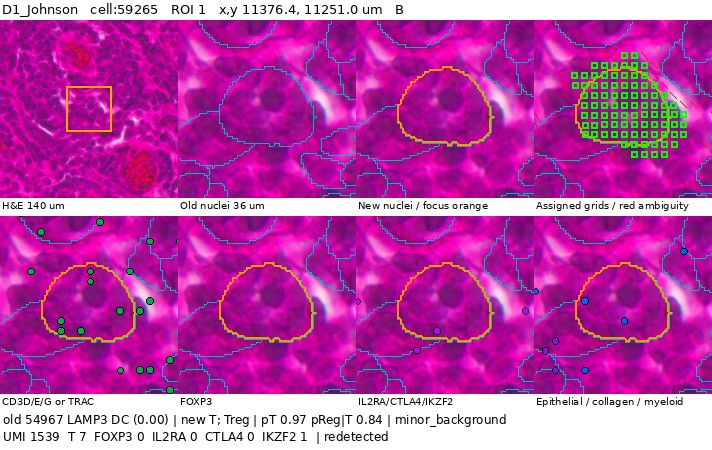 D1_Johnson cell:59265 ROI 1 x,y 11376.4, 11251.0 um B
H&E 140 um
Old nuclei 36 um
New nuclei / focus orange
Assigned grids / red ambiguity
CD3D/E/G or TRAC
FOXP3
IL2RA/CTLA4/IKZF2
Epithelial / collagen / myeloid
old 54967 LAMP3 DC (0.00) | new T; Treg | pT 0.97 pReg|T 0.84 | minor_background
UMI 1539 T 7 FOXP3 0 IL2RA 0 CTLA4 0 IKZF2 1 | redetected